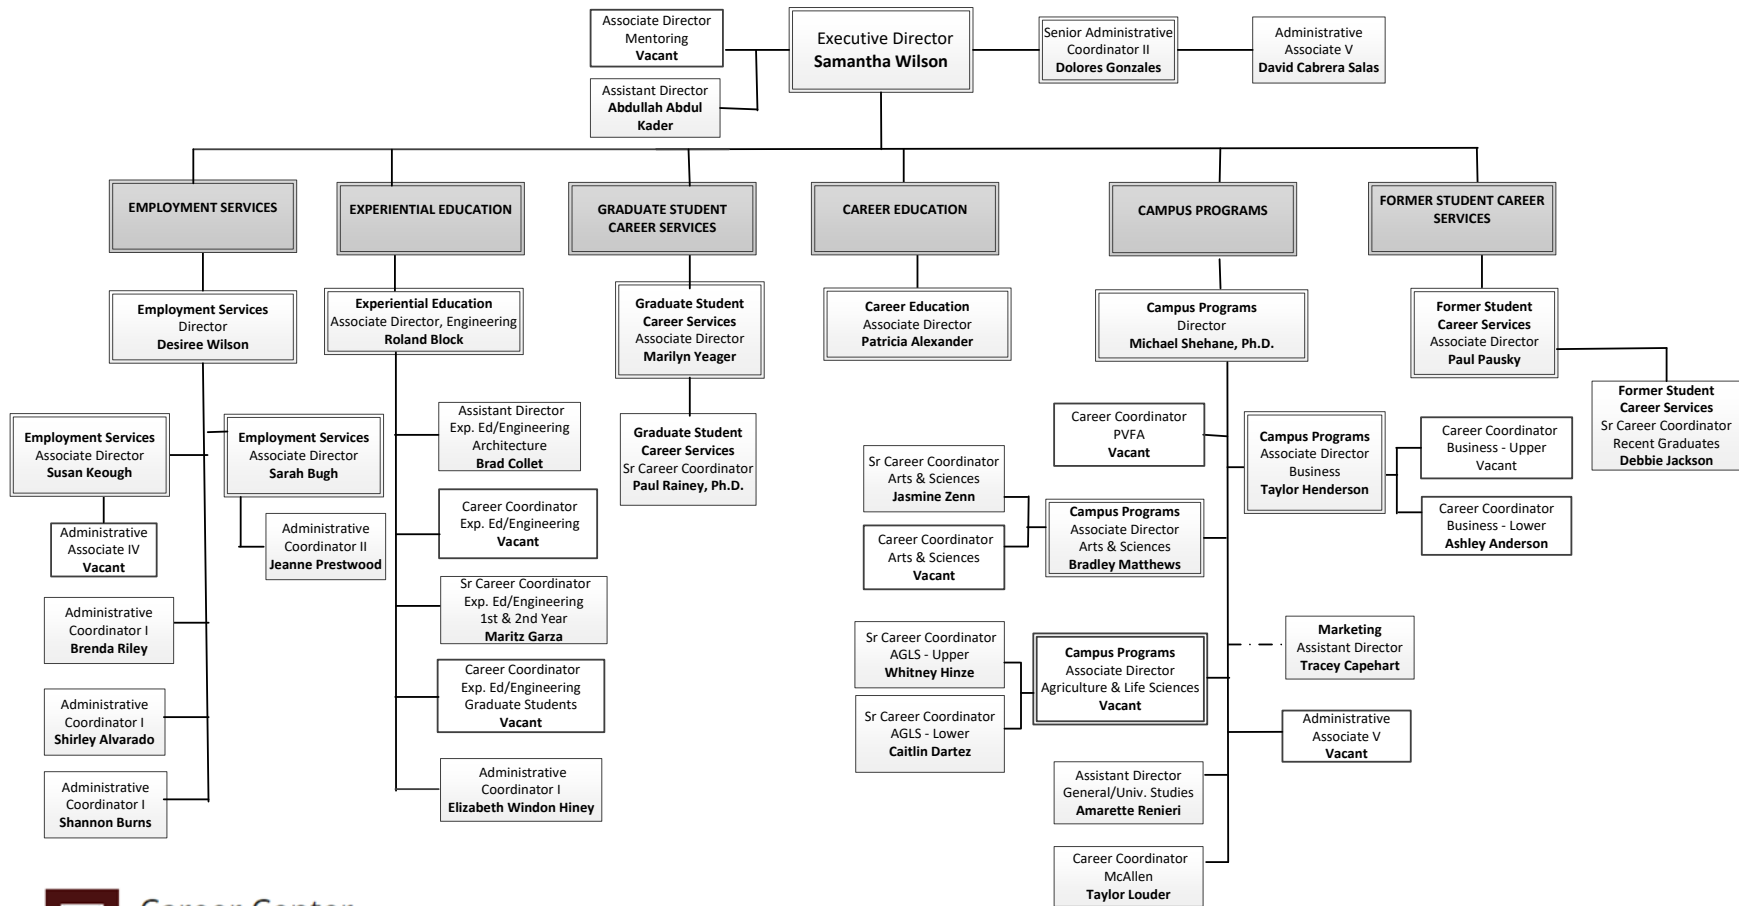 Associate Director
Mentoring
Vacant
Executive Director
Samantha Wilson
Senior Administrative
Coordinator II
Dolores Gonzales
Administrative
Associate V
David Cabrera Salas
Assistant Director
Abdullah Abdul
Kader
EMPLOYMENT SERVICES
EXPERIENTIAL EDUCATION
GRADUATE STUDENT
CAREER SERVICES
CAREER EDUCATION
CAMPUS PROGRAMS
FORMER STUDENT CAREER
SERVICES
Employment Services
Director
Desiree Wilson
Employment Services
Associate Director
Susan Keough
Employment Services
Associate Director
Sarah Bugh
Administrative
Associate IV
Vacant
Administrative
Coordinator II
Jeanne Prestwood
Administrative
Coordinator I
Brenda Riley
Administrative
Coordinator I
Shirley Alvarado
Administrative
Coordinator I
Shannon Burns
Experiential Education
Associate Director, Engineering
Roland Block
Assistant Director
Exp. Ed/Engineering
Architecture
Brad Collet
Career Coordinator
Exp. Ed/Engineering
Vacant
Sr Career Coordinator
Exp. Ed/Engineering
1st & 2nd Year
Maritz Garza
Career Coordinator
Exp. Ed/Engineering
Graduate Students
Vacant
Administrative
Coordinator I
Elizabeth Windon Hiney
Graduate Student
Career Services
Associate Director
Marilyn Yeager
Graduate Student
Career Services
Sr Career Coordinator
Paul Rainey, Ph.D.
Career Education
Associate Director
Patricia Alexander
Campus Programs
Director
Michael Shehane, Ph.D.
Career Coordinator
PVFA
Vacant
Campus Programs
Associate Director
Business
Taylor Henderson
Career Coordinator
Business - Upper
Vacant
Career Coordinator
Business - Lower
Ashley Anderson
Sr Career Coordinator
Arts & Sciences
Jasmine Zenn
Career Coordinator
Arts & Sciences
Vacant
Campus Programs
Associate Director
Arts & Sciences
Bradley Matthews
Sr Career Coordinator
AGLS - Upper
Whitney Hinze
Sr Career Coordinator
AGLS - Lower
Caitlin Dartez
Campus Programs
Associate Director
Agriculture & Life Sciences
Vacant
Marketing
Assistant Director
Tracey Capehart
Administrative
Associate V
Vacant
Assistant Director
General/Univ. Studies
Amarette Renieri
Career Coordinator
McAllen
Taylor Louder
Former Student
Career Services
Associate Director
Paul Pausky
Former Student
Career Services
Sr Career Coordinator
Recent Graduates
Debbie Jackson
Career Center